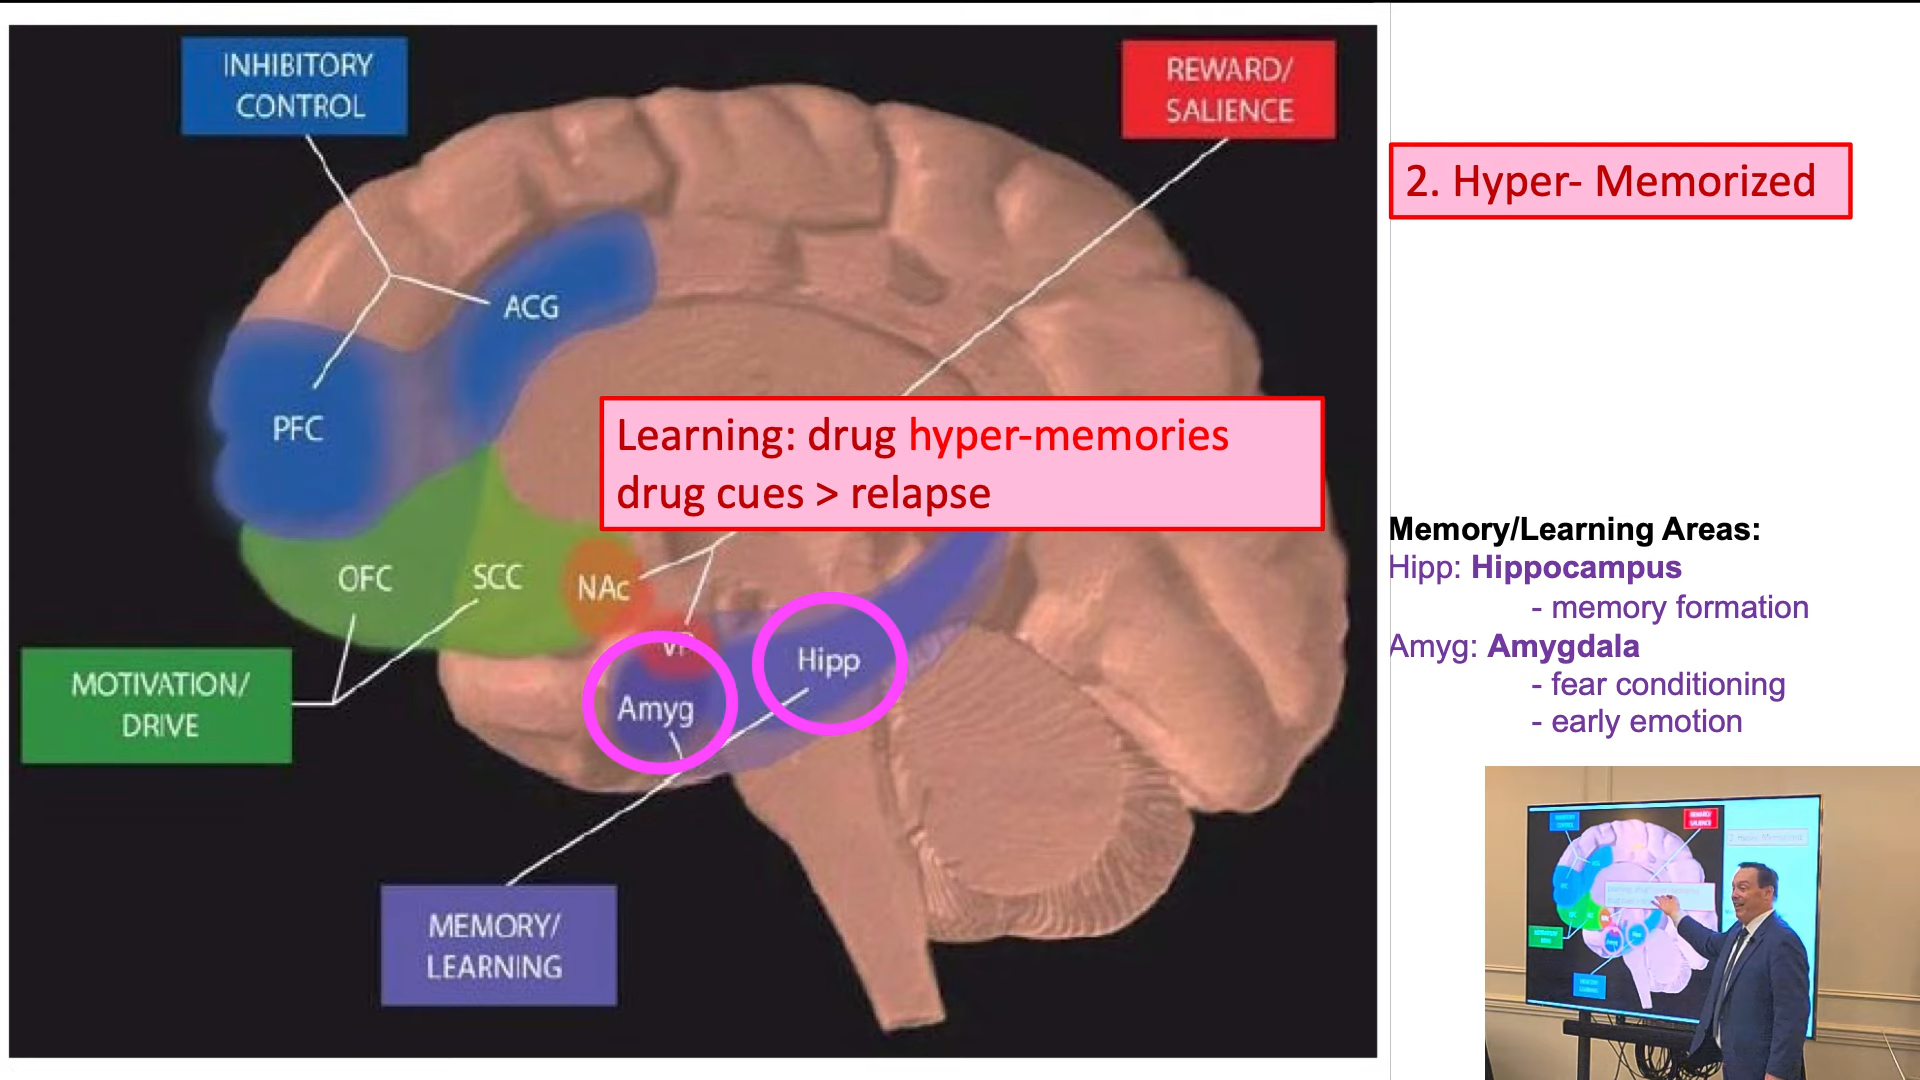 INHIBITORY
CONTROL
REWARD/
SALIENCE
2. Hyper- Memorized
ACG
PFC
Learning: drug hyper-memories
drug cues > relapse
OFC
SCC
NAc
VP
Hipp
Amyg
MOTIVATION/
DRIVE
MEMORY/
LEARNING
Memory/Learning Areas:
Hipp: Hippocampus
- memory formation
Amyg: Amygdala
- fear conditioning
- early emotion